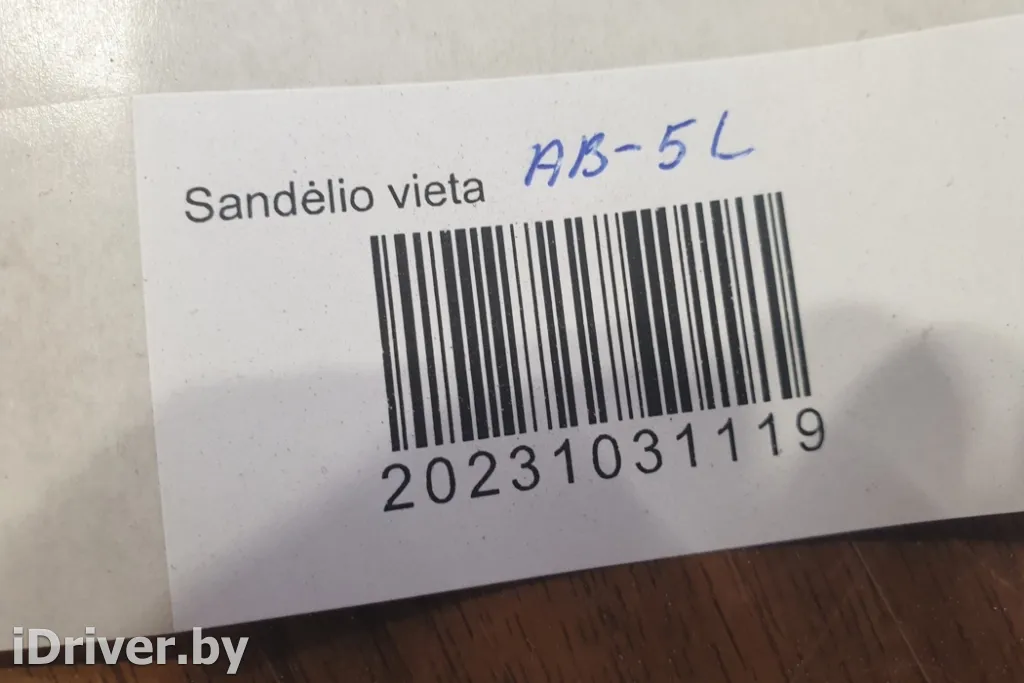 Sandėlio vieta AB-5L
20231031119
iDriver.by